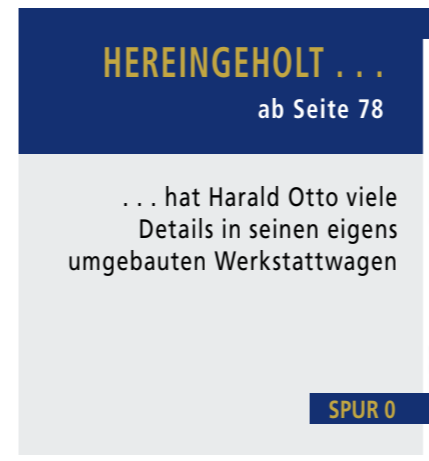 HEREINGEHOLT . . .
ab Seite 78
. . . hat Harald Otto viele
Details in seinen eigens
umgebauten Werkstattwagen
SPUR 0